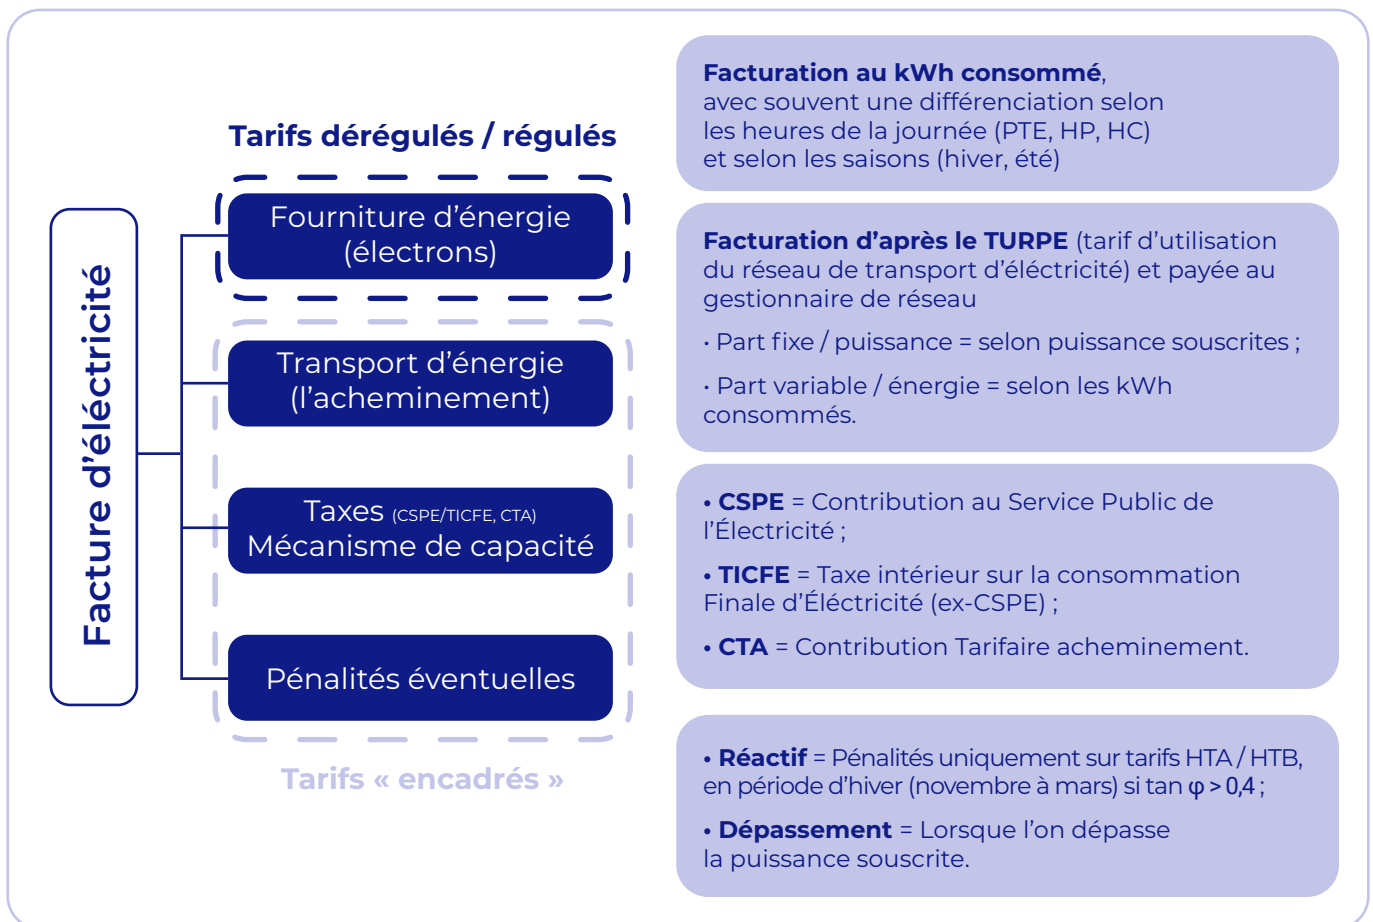 Facture d'éléctricité
Tarifs dérégulés / régulés
Fourniture d'énergie
(électrons)
Transport d'énergie
(l'acheminement)
Taxes (CSPE/TICFE, CTA)
Mécanisme de capacité
Pénalités éventuelles
Tarifs « encadrés »
Facturation au kWh consommé,
avec souvent une différenciation selon
les heures de la journée (PTE, HP, HC)
et selon les saisons (hiver, été)
Facturation d'après le TURPE (tarif d'utilisation
du réseau de transport d'éléctricité) et payée au
gestionnaire de réseau
• Part fixe / puissance = selon puissance souscrites ;
• Part variable / énergie = selon les kWh
consommés.
• CSPE = Contribution au Service Public de
l'Électricité ;
• TICFE = Taxe intérieur sur la consommation
Finale d'Éléctricité (ex-CSPE) ;
• CTA = Contribution Tarifaire acheminement.
• Réactif = Pénalités uniquement sur tarifs HTA / HTB,
en période d'hiver (novembre à mars) si tan φ > 0,4 ;
• Dépassement = Lorsque l'on dépasse
la puissance souscrite.